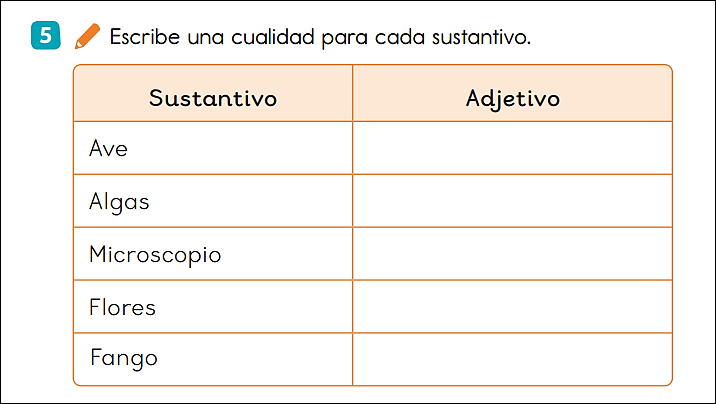 5 Escribe una cualidad para cada sustantivo.
Sustantivo Adjetivo
Ave
Algas
Microscopio
Flores
Fango